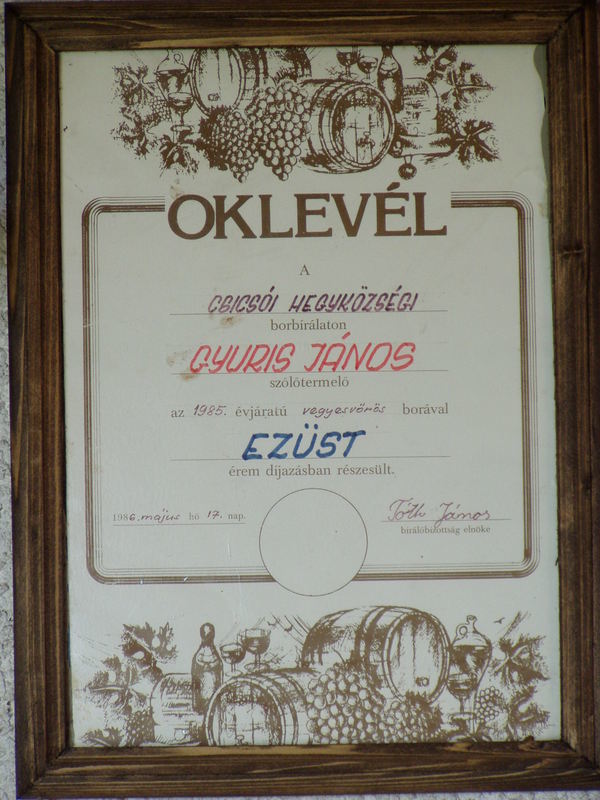 OKLEVÉL
A
CSICSÓI HEGYKÖZSÉGI
borbírálaton
GYURIS JÁNOS
szőlőtermelő
az 1985. évjáratú vegyesvörös borával
EZÜST
érem díjazásban részesült.
1986. május hó 17. nap.
Tóth János
bírálóbizottság elnöke